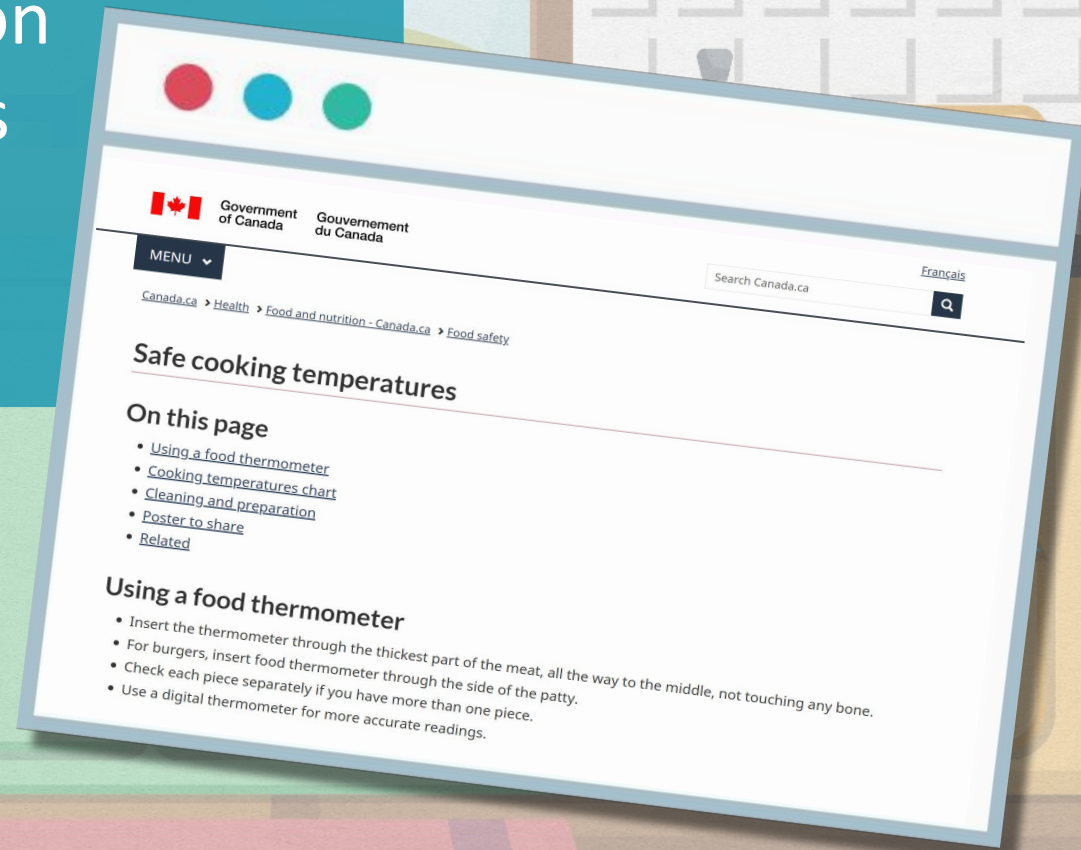 on
s
Government of Canada
Gouvernement du Canada
MENU
Français
Search Canada.ca
Canada.ca > Health > Food and nutrition - Canada.ca > Food safety
Safe cooking temperatures
On this page
• Using a food thermometer
• Cooking temperatures chart
• Cleaning and preparation
• Poster to share
• Related
Using a food thermometer
• Insert the thermometer through the thickest part of the meat, all the way to the middle, not touching any bone.
• For burgers, insert food thermometer through the side of the patty.
• Check each piece separately if you have more than one piece.
• Use a digital thermometer for more accurate readings.